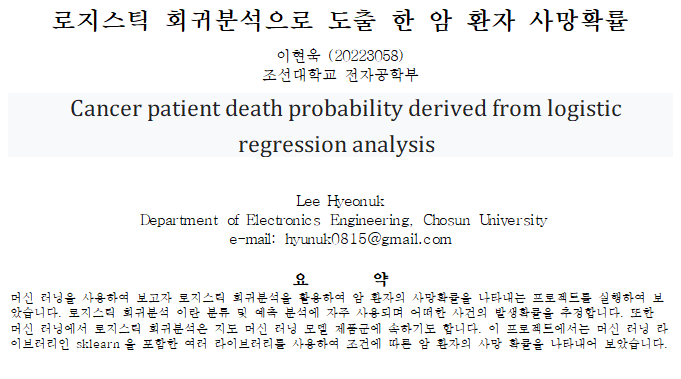 로지스틱 회귀분석으로 도출 한 암 환자 사망확률
이현욱 (20223058)
조선대학교 전자공학부
Cancer patient death probability derived from logistic
regression analysis
Lee Hyeonuk
Department of Electronics Engineering, Chosun University
e-mail: hyunuk0815@gmail.com
요 약
머신 러닝을 사용하여 보고자 로지스틱 회귀분석을 활용하여 암 환자의 사망확률을 나타내는 프로젝트를 실행하여 보
았습니다. 로지스틱 회귀분석 이란 분류 및 예측 분석에 자주 사용되며 어떠한 사건의 발생확률을 추정합니다. 또한
머신 러닝에서 로지스틱 회귀분석은 지도 머신 러닝 모델 제품군에 속하기도 합니다. 이 프로젝트에서는 머신 러닝 라
이브러리인 sklearn을 포함한 여러 라이브러리를 사용하여 조건에 따른 암 환자의 사망 확률을 나타내어 보았습니다.